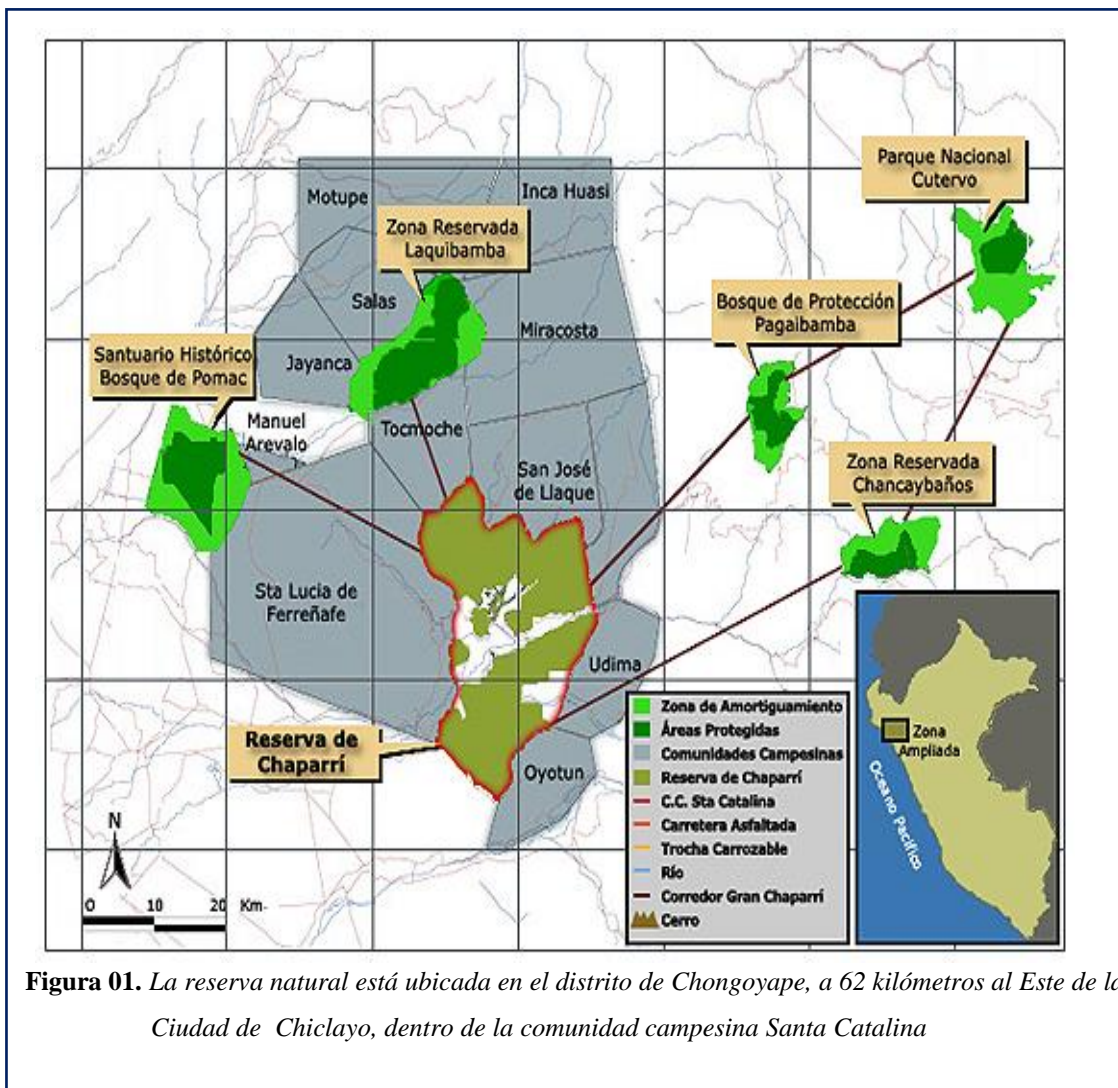 Parque Nacional
Cutervo
Motupe
Inca Huasi
Zona Reservada
Laquibamba
Salas
Bosque de Protección
Pagaibamba
Miracosta
Santuario Histórico
Bosque de Pomac
Jayanca
Manuel
Arevalo
Tocmoche
San José
de Llaque
Zona Reservada
Chancaybaños
Sta Lucia de
Ferreñafe
Udima
Reserva de
Chaparrí
Oyotun
Zona de Amortiguamiento
Áreas Protegidas
Comunidades Campesinas
Reserva de Chaparrí
C.C. Sta Catalina
Carretera Asfaltada
Trocha Carrozable
Río
Corredor Gran Chaparrí
Cerro
Zona
Ampliada
Oceano Pacifico
N
0 10 20 Km
Figura 01. La reserva natural está ubicada en el distrito de Chongoyape, a 62 kilómetros al Este de la
Ciudad de Chiclayo, dentro de la comunidad campesina Santa Catalina